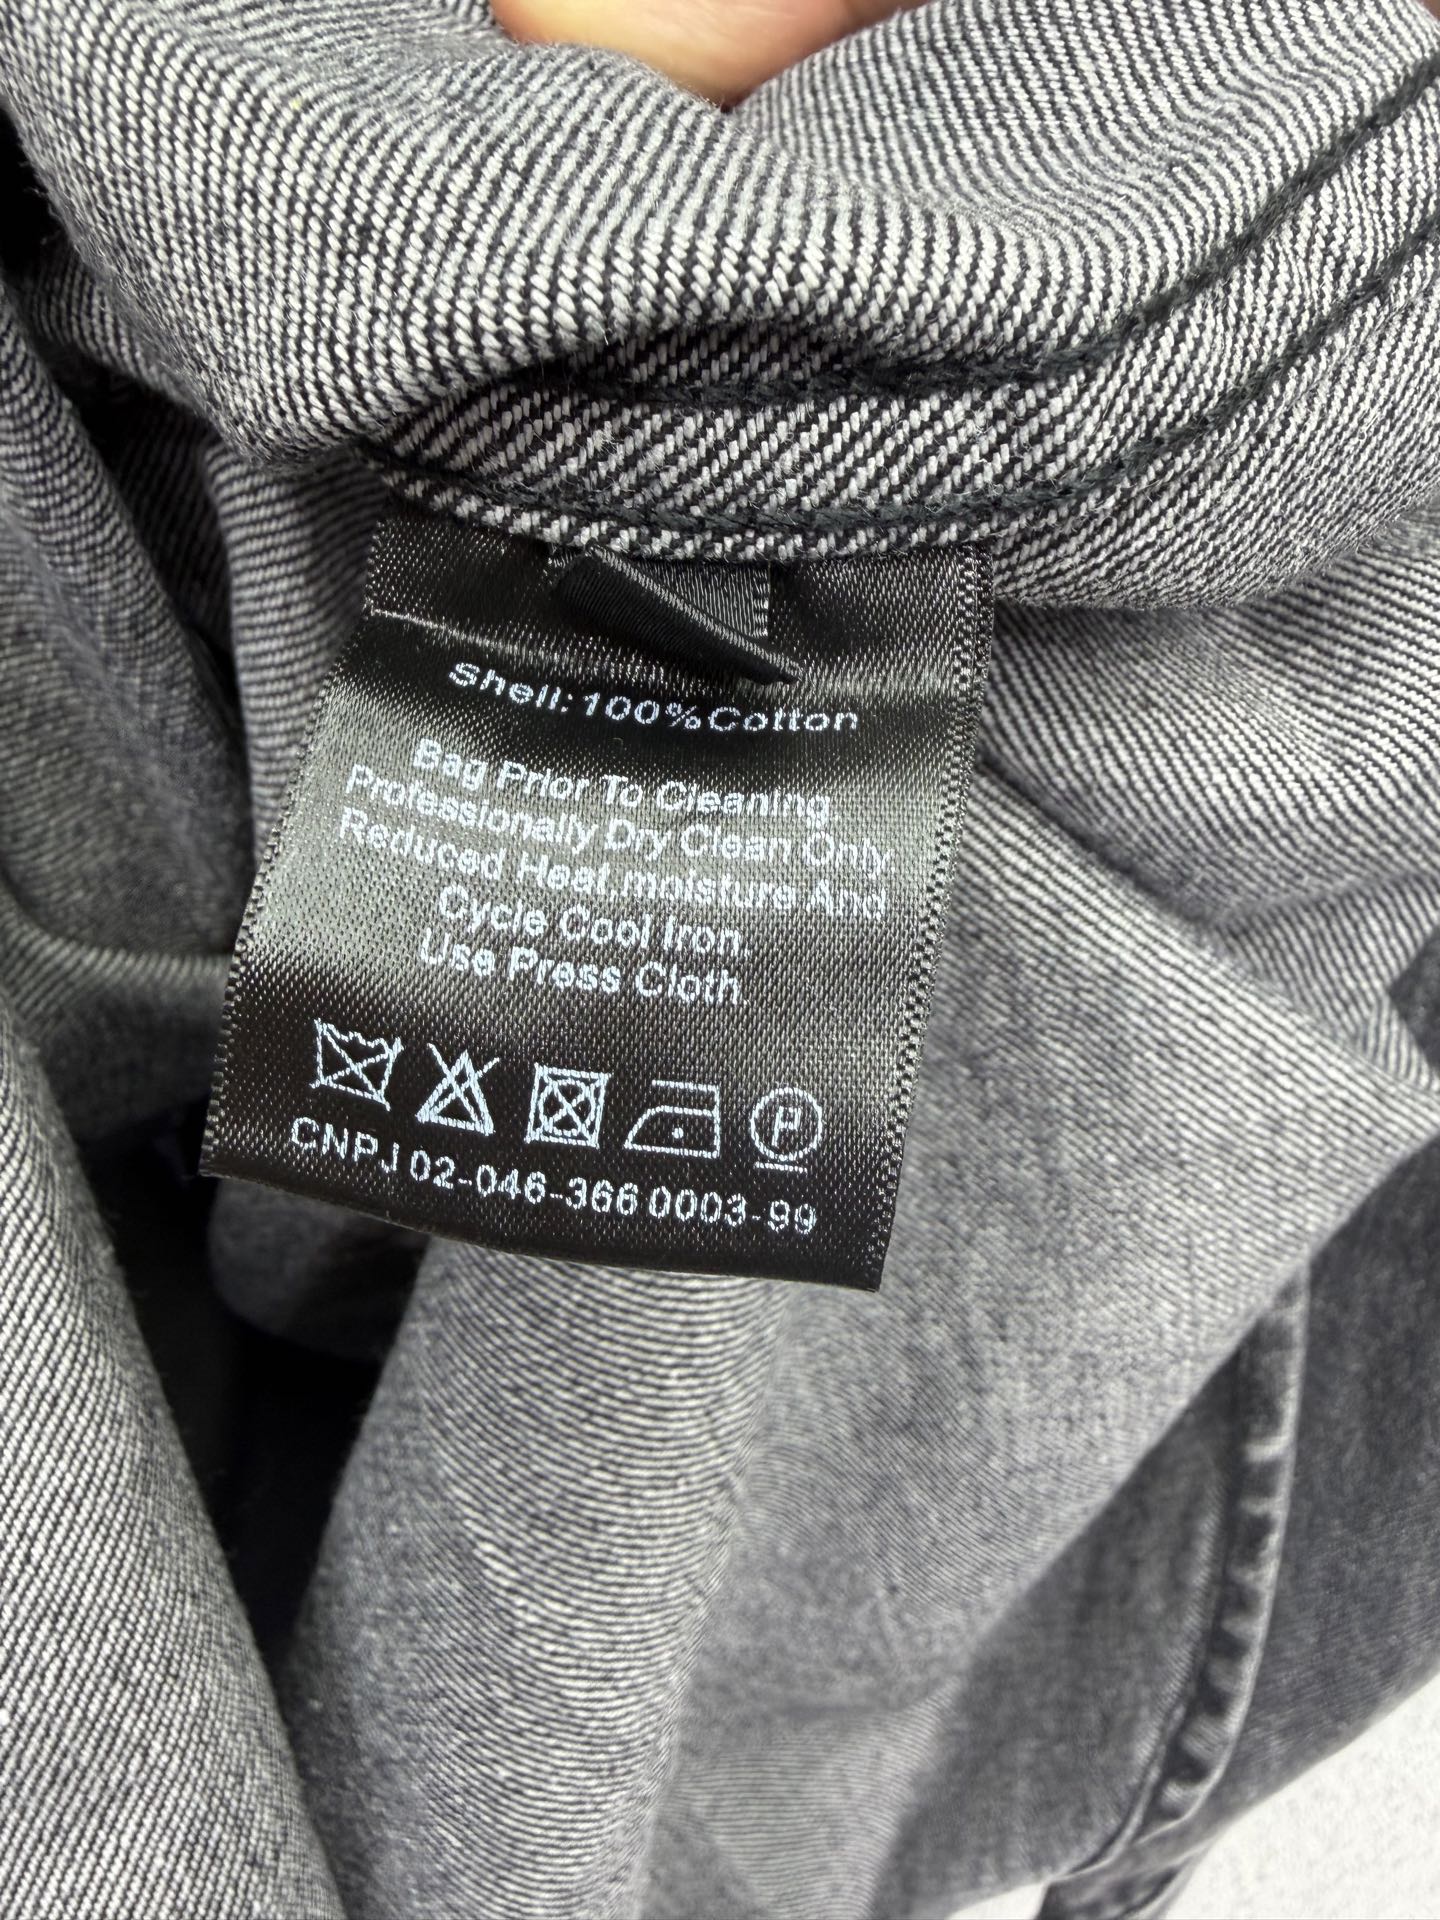 Shell:100%Cotton
Bag Prior To Cleaning.
Professionally Dry Clean Only
Reduced Heat,moisture And
Cycle Cool Iron.
Use Press Cloth.
P
CNPJ 02-046-366 0003-99